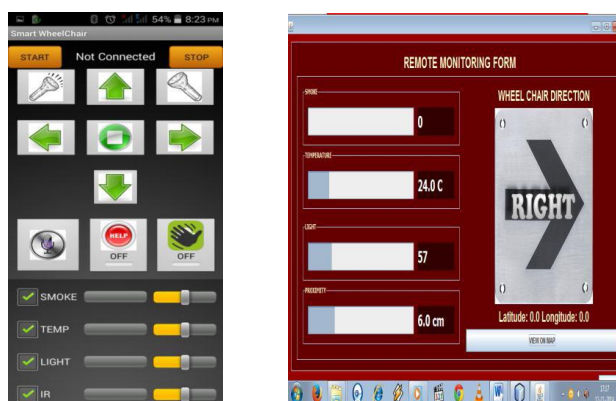 54% 8:23 PM
Smart WheelChair
START Not Connected STOP
HELP
OFF OFF
SMOKE
TEMP
LIGHT
IR
REMOTE MONITORING FORM
SMOKE
0
TEMPERATURE
24.0 C
LIGHT
57
PROXIMITY
6.0 cm
WHEEL CHAIR DIRECTION
RIGHT
Latitude: 0.0 Longitude: 0.0
VIEW ON MAP